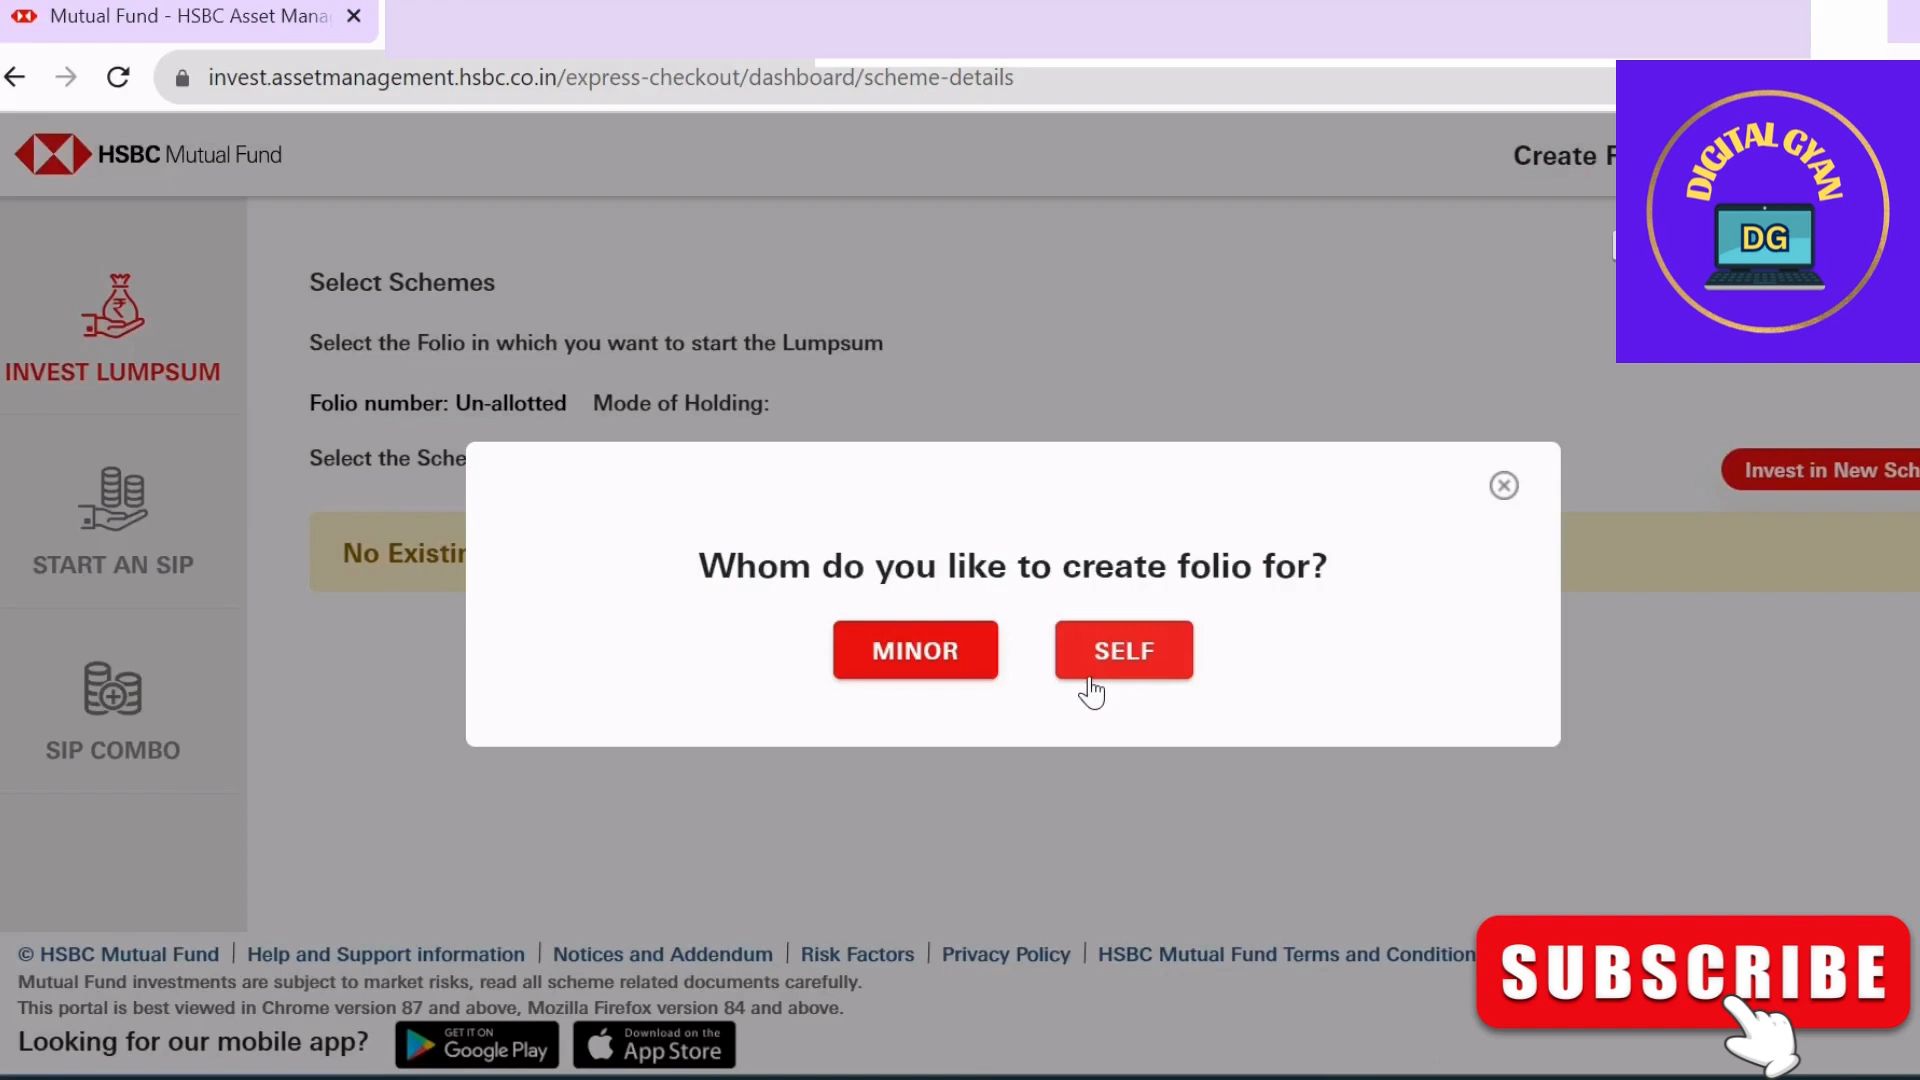 Mutual Fund - HSBC Asset Mana
invest.assetmanagement.hsbc.co.in/express-checkout/dashboard/scheme-details
HSBC Mutual Fund
Create F
DIGITAL GYAN
DG
INVEST LUMPSUM
START AN SIP
SIP COMBO
Select Schemes
Select the Folio in which you want to start the Lumpsum
Folio number: Un-allotted Mode of Holding:
Select the Sche
Invest in New Sch
No Existin
Whom do you like to create folio for?
MINOR SELF
© HSBC Mutual Fund | Help and Support information | Notices and Addendum | Risk Factors | Privacy Policy | HSBC Mutual Fund Terms and Condition
Mutual Fund investments are subject to market risks, read all scheme related documents carefully.
This portal is best viewed in Chrome version 87 and above, Mozilla Firefox version 84 and above.
Looking for our mobile app?
GET IT ON
Google Play
Download on the
App Store
SUBSCRIBE